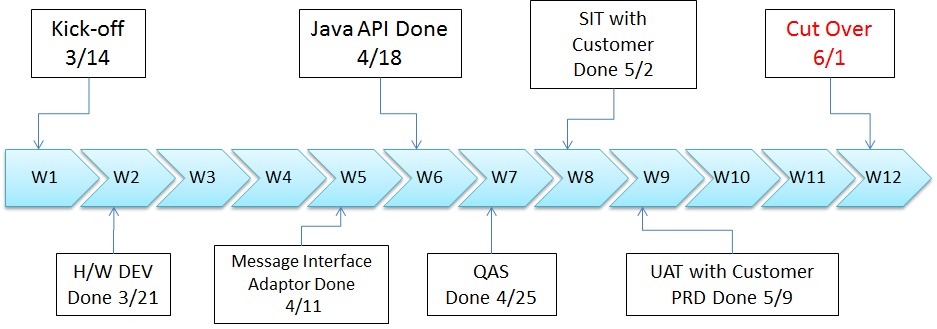 Kick-off
3/14
Java API Done
4/18
SIT with
Customer
Done 5/2
Cut Over
6/1
W1 W2 W3 W4 W5 W6 W7 W8 W9 W10 W11 W12
H/W DEV
Done 3/21
Message Interface
Adaptor Done
4/11
QAS
Done 4/25
UAT with Customer
PRD Done 5/9